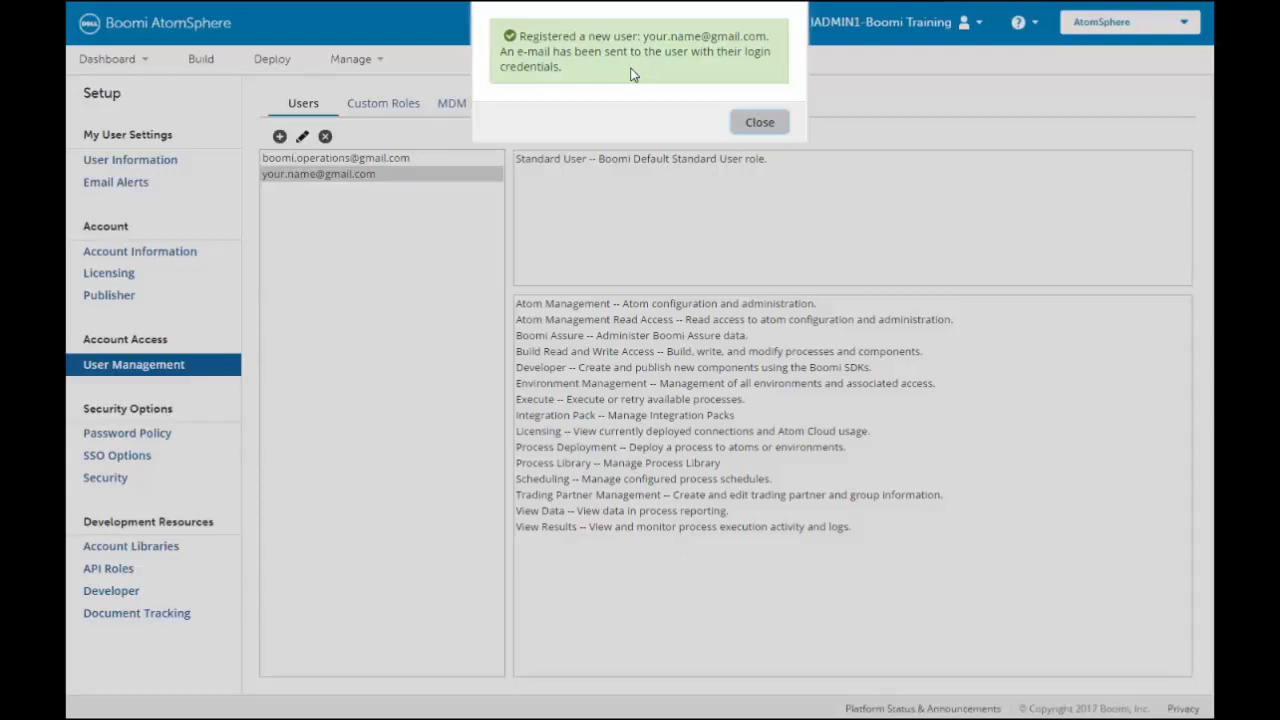 DELL Boomi AtomSphere
IADMIN1-Boomi Training
AtomSphere
Registered a new user: your.name@gmail.com.
An e-mail has been sent to the user with their login
credentials.
Close
Dashboard
Build
Deploy
Manage
Setup
My User Settings
User Information
Email Alerts
Account
Account Information
Licensing
Publisher
Account Access
User Management
Security Options
Password Policy
SSO Options
Security
Development Resources
Account Libraries
API Roles
Developer
Document Tracking
Users
Custom Roles
MDM
boomi.operations@gmail.com
your.name@gmail.com
Standard User -- Boomi Default Standard User role.
Atom Management -- Atom configuration and administration.
Atom Management Read Access -- Read access to atom configuration and administration.
Boomi Assure -- Administer Boomi Assure data.
Build Read and Write Access -- Build, write, and modify processes and components.
Developer -- Create and publish new components using the Boomi SDKs.
Environment Management -- Management of all environments and associated access.
Execute -- Execute or retry available processes.
Integration Pack -- Manage Integration Packs
Licensing -- View currently deployed connections and Atom Cloud usage.
Process Deployment -- Deploy a process to atoms or environments.
Process Library -- Manage Process Library
Scheduling -- Manage configured process schedules.
Trading Partner Management -- Create and edit trading partner and group information.
View Data -- View data in process reporting.
View Results -- View and monitor process execution activity and logs.
Platform Status & Announcements
© Copyright 2017 Boomi, Inc.
Privacy